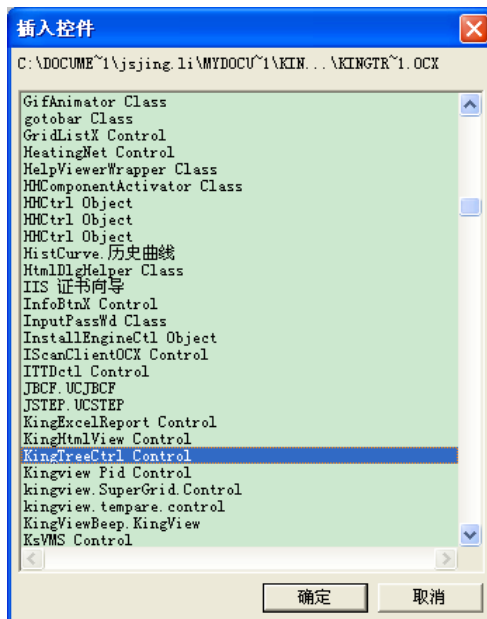 插入控件
C:\DOCUME~1\jsjing.li\MYDOCU~1\KIN...\KINGTR~1.OCX
GifAnimator Class
gotobar Class
GridListX Control
HeatingNet Control
HelpViewerWrapper Class
HHComponentActivator Class
HHCtrl Object
HHCtrl Object
HHCtrl Object
HistCurve.历史曲线
HtmlDlgHelper Class
IIS 证书向导
InfoBtnX Control
InputPassWd Class
InstallEngineCtl Object
IScanClientOCX Control
ITTDctl Control
JBCF.UCJBCF
JSTEP.UCSTEP
KingExcelReport Control
KingHtmlView Control
KingTreeCtrl Control
Kingview Pid Control
kingview.SuperGrid.Control
kingview.tempare.control
KingViewBeep.KingView
KsVMS Control
确定
取消